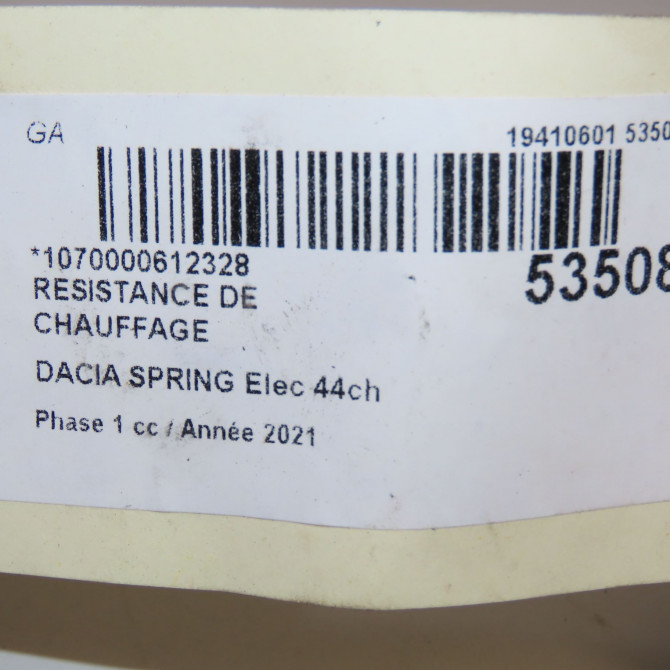 GA
19410601 5350
*1070000612328
53508
RESISTANCE DE
CHAUFFAGE
DACIA SPRING Elec 44ch
Phase 1 cc / Année 2021